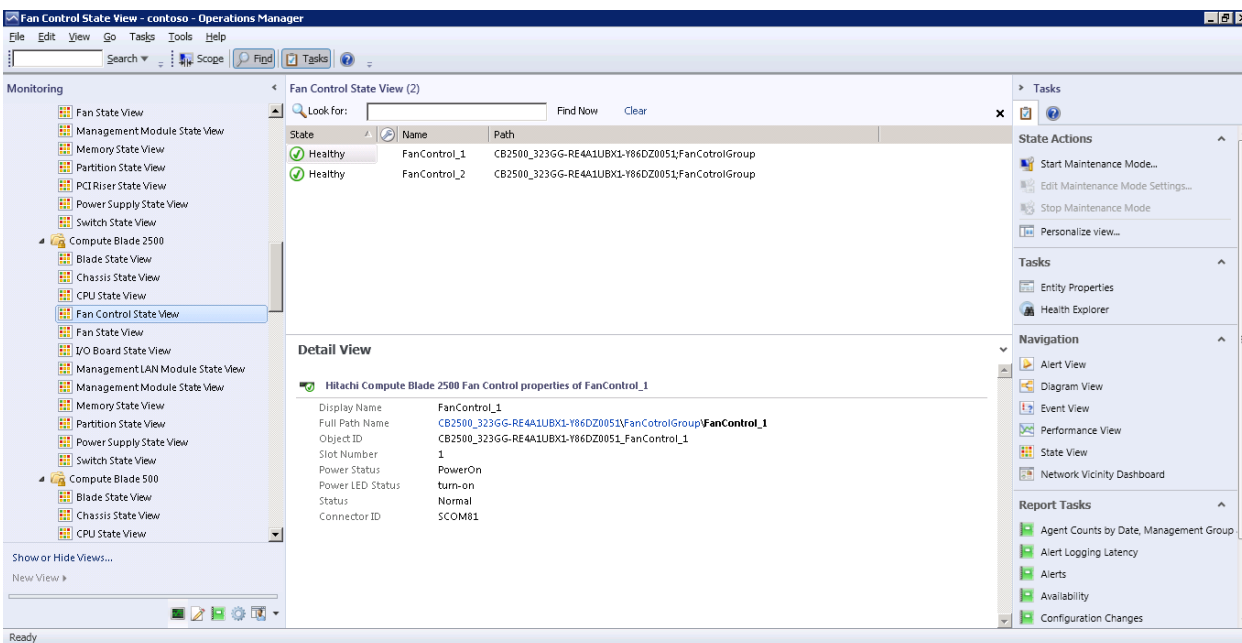 Fan Control State View - contoso - Operations Manager
File Edit View Go Tasks Tools Help
Search Scope Find Tasks
Monitoring
Fan State View
Management Module State View
Memory State View
Partition State View
PCI Riser State View
Power Supply State View
Switch State View
Compute Blade 2500
Blade State View
Chassis State View
CPU State View
Fan Control State View
Fan State View
I/O Board State View
Management LAN Module State View
Management Module State View
Memory State View
Partition State View
Power Supply State View
Switch State View
Compute Blade 500
Blade State View
Chassis State View
CPU State View
Show or Hide Views...
New View
Fan Control State View (2)
Look for: Find Now Clear
State Name Path
Healthy FanControl_1 CB2500_323GG-RE4A1UBX1-Y86DZ0051;FanCotrolGroup
Healthy FanControl_2 CB2500_323GG-RE4A1UBX1-Y86DZ0051;FanCotrolGroup
Detail View
Hitachi Compute Blade 2500 Fan Control properties of FanControl_1
Display Name FanControl_1
Full Path Name CB2500_323GG-RE4A1UBX1-Y86DZ0051\FanCotrolGroup\FanControl_1
Object ID CB2500_323GG-RE4A1UBX1-Y86DZ0051_FanControl_1
Slot Number 1
Power Status PowerOn
Power LED Status turn-on
Status Normal
Connector ID SCOM81
Tasks
State Actions
Start Maintenance Mode...
Edit Maintenance Mode Settings...
Stop Maintenance Mode
Personalize view...
Tasks
Entity Properties
Health Explorer
Navigation
Alert View
Diagram View
Event View
Performance View
State View
Network Vicinity Dashboard
Report Tasks
Agent Counts by Date, Management Group
Alert Logging Latency
Alerts
Availability
Configuration Changes
Ready